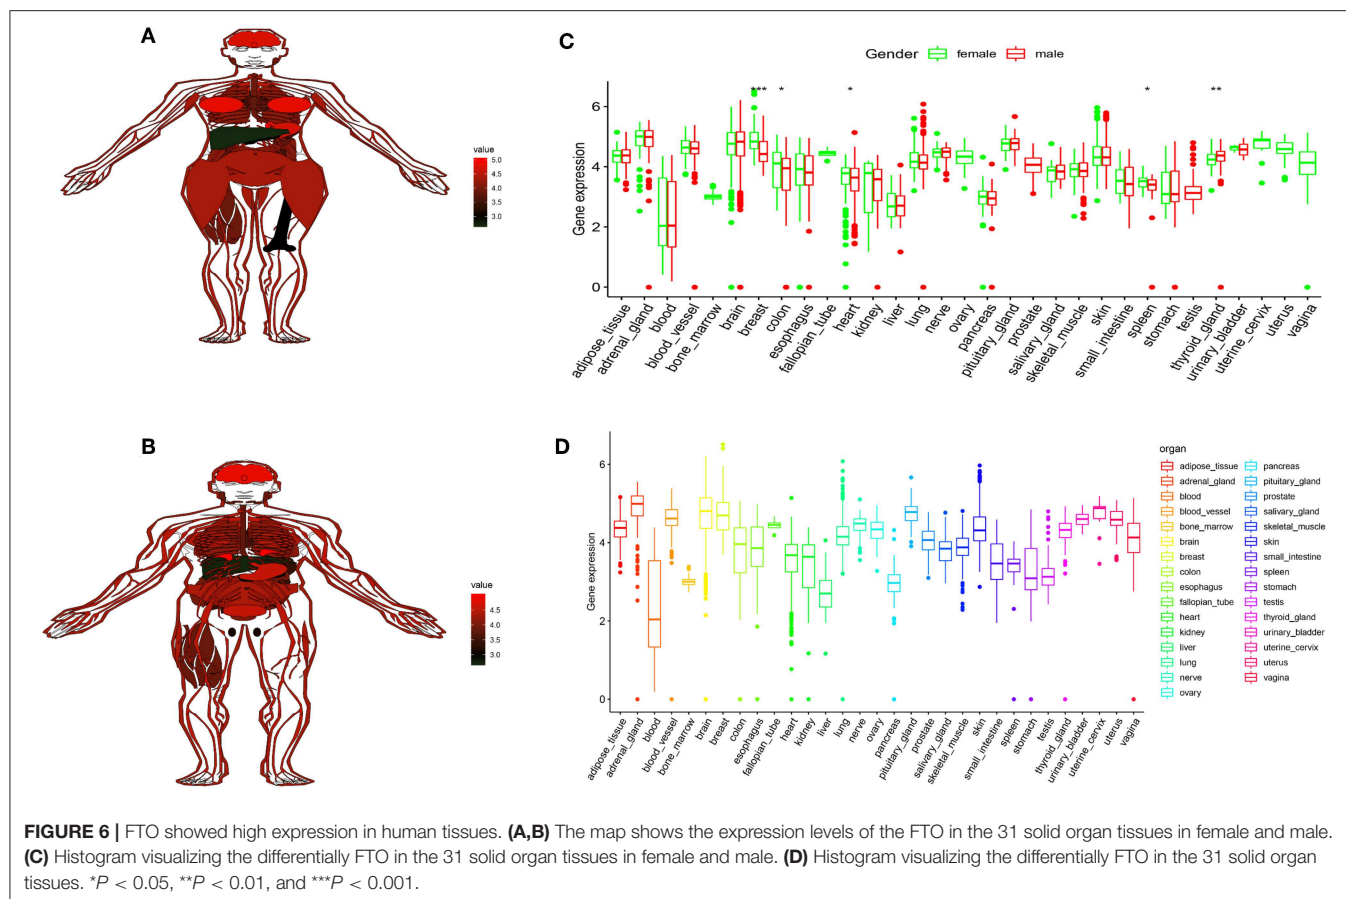 A
value
5.0
4.5
4.0
3.5
3.0
B
value
4.5
4.0
3.5
3.0
C
Gender female male
*** * * * **
Gene expression
6
4
2
0
adipose_tissue
adrenal_gland
blood
blood_vessel
bone_marrow
brain
breast
colon
esophagus
fallopian_tube
heart
kidney
liver
lung
nerve
ovary
pancreas
pituitary_gland
prostate
salivary_gland
skeletal_muscle
skin
small_intestine
spleen
stomach
testis
thyroid_gland
urinary_bladder
uterine_cervix
uterus
vagina
D
Gene expression
6
4
2
0
adipose_tissue
adrenal_gland
blood
blood_vessel
bone_marrow
brain
breast
colon
esophagus
fallopian_tube
heart
kidney
liver
lung
nerve
ovary
pancreas
pituitary_gland
prostate
salivary_gland
skeletal_muscle
skin
small_intestine
spleen
stomach
testis
thyroid_gland
urinary_bladder
uterine_cervix
uterus
vagina
organ
adipose_tissue
adrenal_gland
blood
blood_vessel
bone_marrow
brain
breast
colon
esophagus
fallopian_tube
heart
kidney
liver
lung
nerve
ovary
pancreas
pituitary_gland
prostate
salivary_gland
skeletal_muscle
skin
small_intestine
spleen
stomach
testis
thyroid_gland
urinary_bladder
uterine_cervix
uterus
vagina
FIGURE 6 | FTO showed high expression in human tissues. (A,B) The map shows the expression levels of the FTO in the 31 solid organ tissues in female and male.
(C) Histogram visualizing the differentially FTO in the 31 solid organ tissues in female and male. (D) Histogram visualizing the differentially FTO in the 31 solid organ
tissues. *P < 0.05, **P < 0.01, and ***P < 0.001.